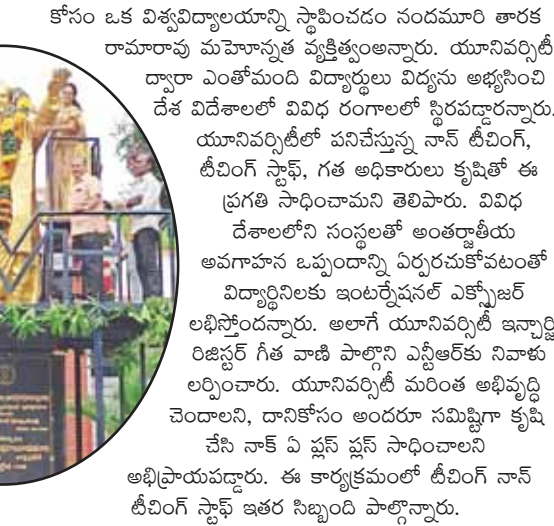 కోసం ఒక విశ్వవిద్యాలయాన్ని స్థాపించడం నందమూరి తారక
రామారావు మహెూన్నత వ్యక్తిత్వంఅన్నారు. యూనివర్సిటీ
ద్వారా ఎంతోమంది విద్యార్థులు విద్యను అభ్యసించి
దేశ విదేశాలలో వివిధ రంగాలలో స్థిరపడ్డారన్నారు.
యూనివర్సిటీలో పనిచేస్తున్న నాన్ టీచింగ్,
టీచింగ్ స్టాఫ్, గత అధికారులు కృషితో ఈ
ప్రగతి సాధించామని తెలిపారు. వివిధ
దేశాలలోని సంస్థలతో అంతర్జాతీయ
అవగాహన ఒప్పందాన్ని ఏర్పరచుకోవటంతో
విద్యార్థినిలకు ఇంటర్నేషనల్ ఎక్స్పోజర్
లభిస్తోందన్నారు. అలాగే యూనివర్సిటీ ఇన్చార్జి
రిజిస్టర్ గీత వాణి పాల్గొని ఎన్టీఆర్‌కు నివాళు
లర్పించారు. యూనివర్సిటీ మరింత అభివృద్ధి
చెందాలని, దానికోసం అందరూ సమిష్టిగా కృషి
చేసి నాక్ ఏ ప్లస్ ప్లస్ సాధించాలని
అభిప్రాయపడ్డారు. ఈ కార్యక్రమంలో టీచింగ్ నాన్
టీచింగ్ స్టాఫ్ ఇతర సిబ్బంది పాల్గొన్నారు.